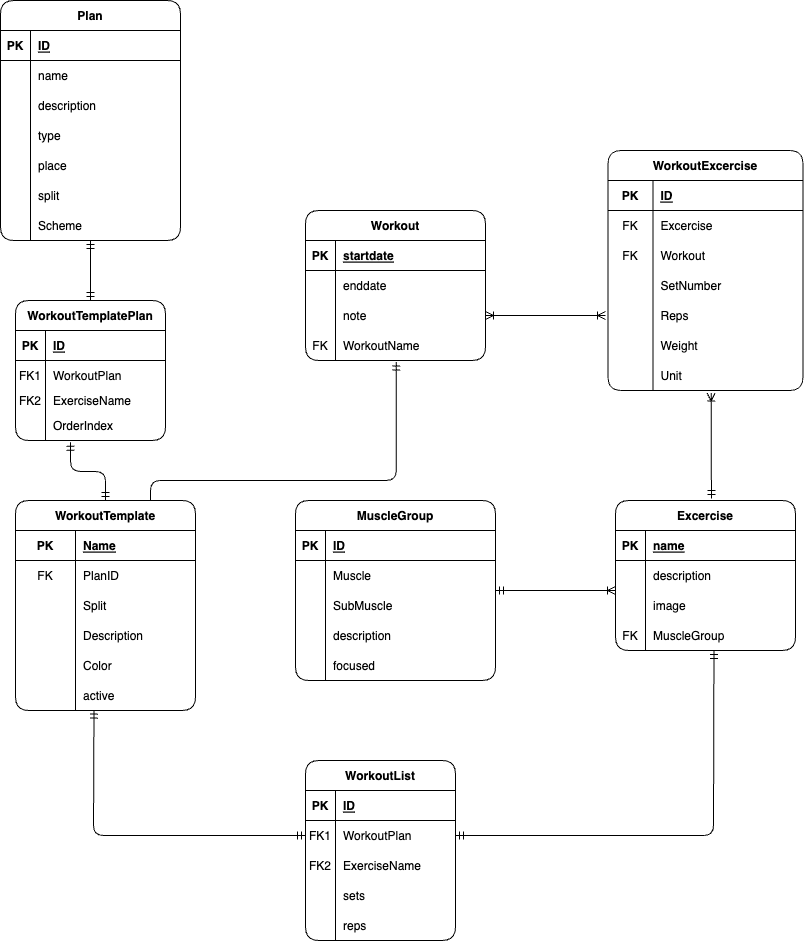 Plan
PK ID
name
description
type
place
split
Scheme
WorkoutTemplatePlan
PK ID
FK1 WorkoutPlan
FK2 ExerciseName
OrderIndex
WorkoutTemplate
PK Name
FK PlanID
Split
Description
Color
active
Workout
PK startdate
enddate
note
FK WorkoutName
WorkoutExcercise
PK ID
FK Excercise
FK Workout
SetNumber
Reps
Weight
Unit
MuscleGroup
PK ID
Muscle
SubMuscle
description
focused
Excercise
PK name
description
image
FK MuscleGroup
WorkoutList
PK ID
FK1 WorkoutPlan
FK2 ExerciseName
sets
reps